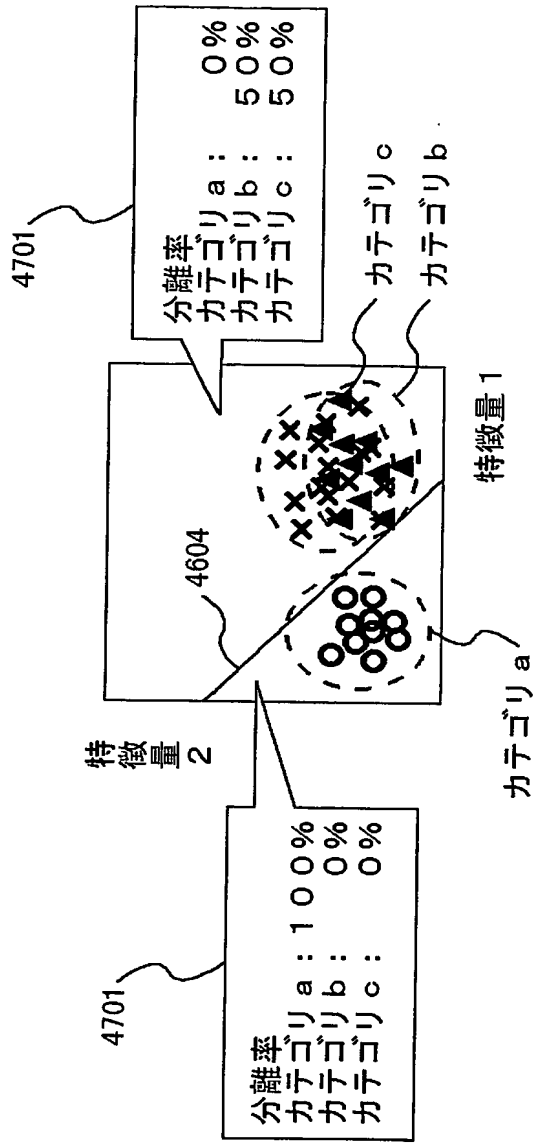 4701
分離率
カテゴリa:100%
カテゴリb: 0%
カテゴリc: 0%
特徴量2
4604
4701
分離率
カテゴリa: 0%
カテゴリb: 50%
カテゴリc: 50%
カテゴリc
カテゴリb
特徴量1
カテゴリa